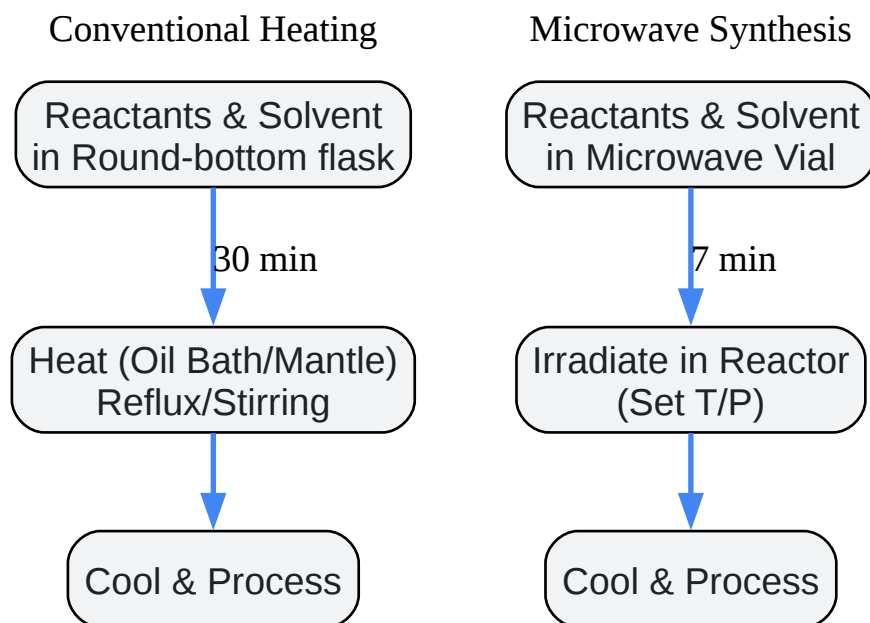 Conventional Heating
Reactants & Solvent
in Round-bottom flask
30 min
Heat (Oil Bath/Mantle)
Reflux/Stirring
Cool & Process
Microwave Synthesis
Reactants & Solvent
in Microwave Vial
7 min
Irradiate in Reactor
(Set T/P)
Cool & Process